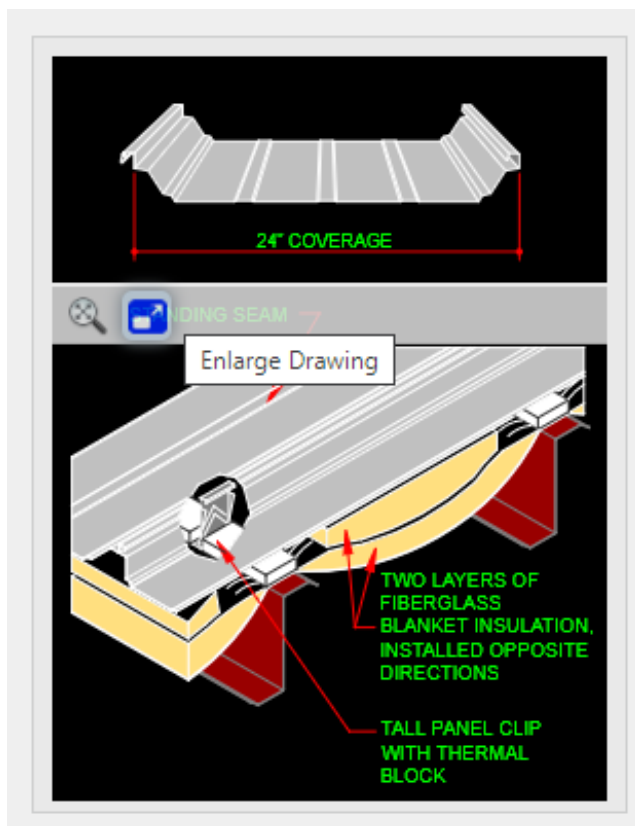 24" COVERAGE
NDING SEAM
Enlarge Drawing
TWO LAYERS OF
FIBERGLASS
BLANKET INSULATION,
INSTALLED OPPOSITE
DIRECTIONS
TALL PANEL CLIP
WITH THERMAL
BLOCK